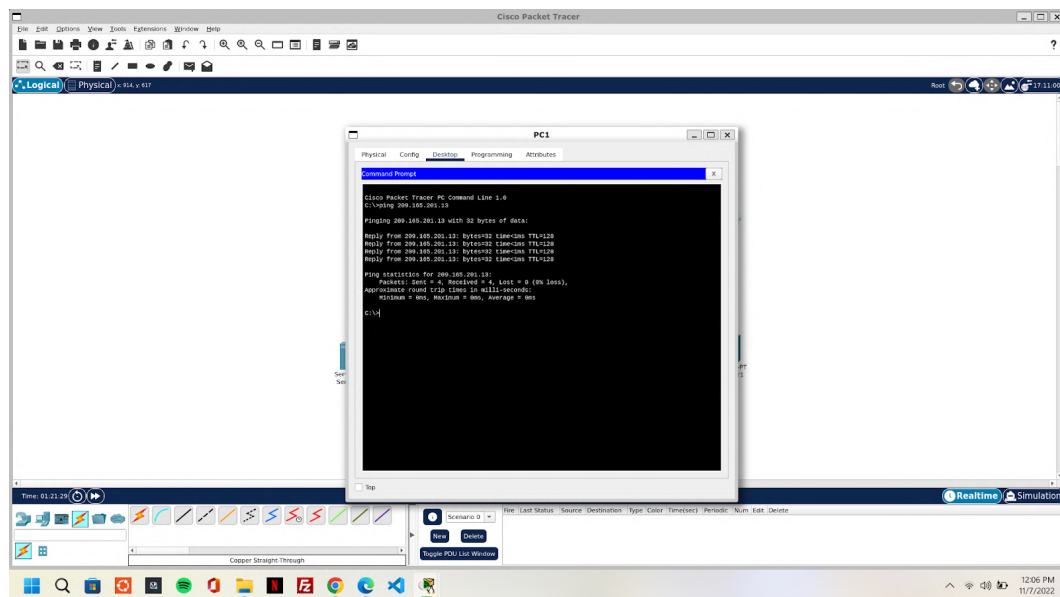 Cisco Packet Tracer
File Edit Options View Tools Extensions Window Help
?
Logical Physical x: 914, y: 617 Root 17:11:00
PC1
Physical Config Desktop Programming Attributes
Command Prompt X
Cisco Packet Tracer PC Command Line 1.0
C:\>ping 209.165.201.13
Pinging 209.165.201.13 with 32 bytes of data:
Reply from 209.165.201.13: bytes=32 time<1ms TTL=128
Reply from 209.165.201.13: bytes=32 time<1ms TTL=128
Reply from 209.165.201.13: bytes=32 time<1ms TTL=128
Reply from 209.165.201.13: bytes=32 time<1ms TTL=128
Ping statistics for 209.165.201.13:
Packets: Sent = 4, Received = 4, Lost = 0 (0% loss),
Approximate round trip times in milli-seconds:
Minimum = 0ms, Maximum = 0ms, Average = 0ms
C:\>
Ser
Ser
-PT
Top
Time: 01:21:29 Realtime Simulation
Scenario 0 Fire Last Status Source Destination Type Color Time(sec) Periodic Num Edit Delete
New Delete
Toggle PDU List Window
Copper Straight-Through
12:06 PM
11/7/2022